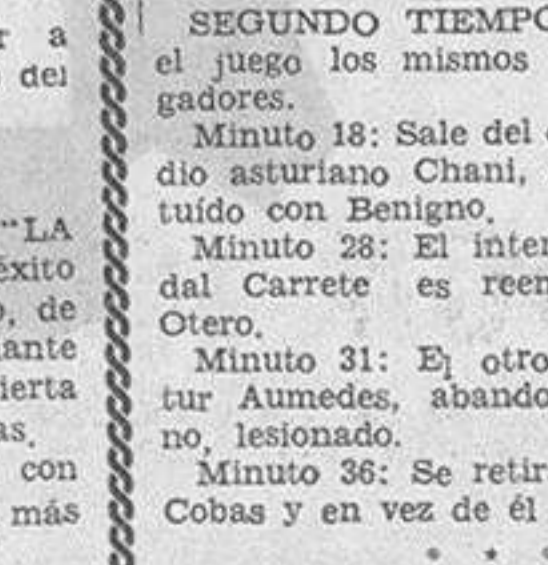 r a
del
"LA
éxito
o, de
ante
ierta
as.
con
más
SEGUNDO TIEMPO
el juego los mismos
gadores.
Minuto 18: Sale del
dio asturiano Chani,
tuído con Benigno.
Minuto 28: El inter
dal Carrete es reem
Otero.
Minuto 31: El otro
tur Aumedes, abando
no, lesionado.
Minuto 36: Se retir
Cobas y en vez de él